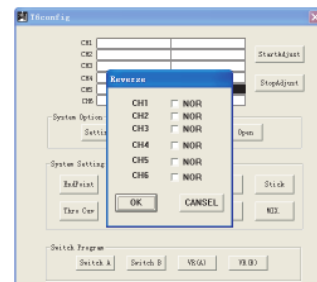 T6config
CH1
CH2
CH3
CH4
CH5
CH6
StartAdjust
StopAdjust
Reverse
CH1 NOR
CH2 NOR
CH3 NOR
CH4 NOR
CH5 NOR
CH6 NOR
OK CANSEL
System Option
Settin
Open
System Setting
EndPoint
Stick
Thro Cuv
MIX
Switch Program
Switch A Switch B VR(A) VR(B)